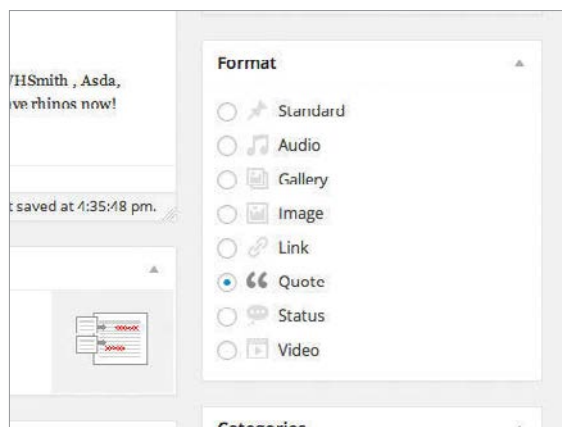 Format
/HSmith , Asda,
ve rhinos now!
Standard
Audio
Gallery
Image
Link
Quote
Status
Video
t saved at 4:35:48 pm.
Categories